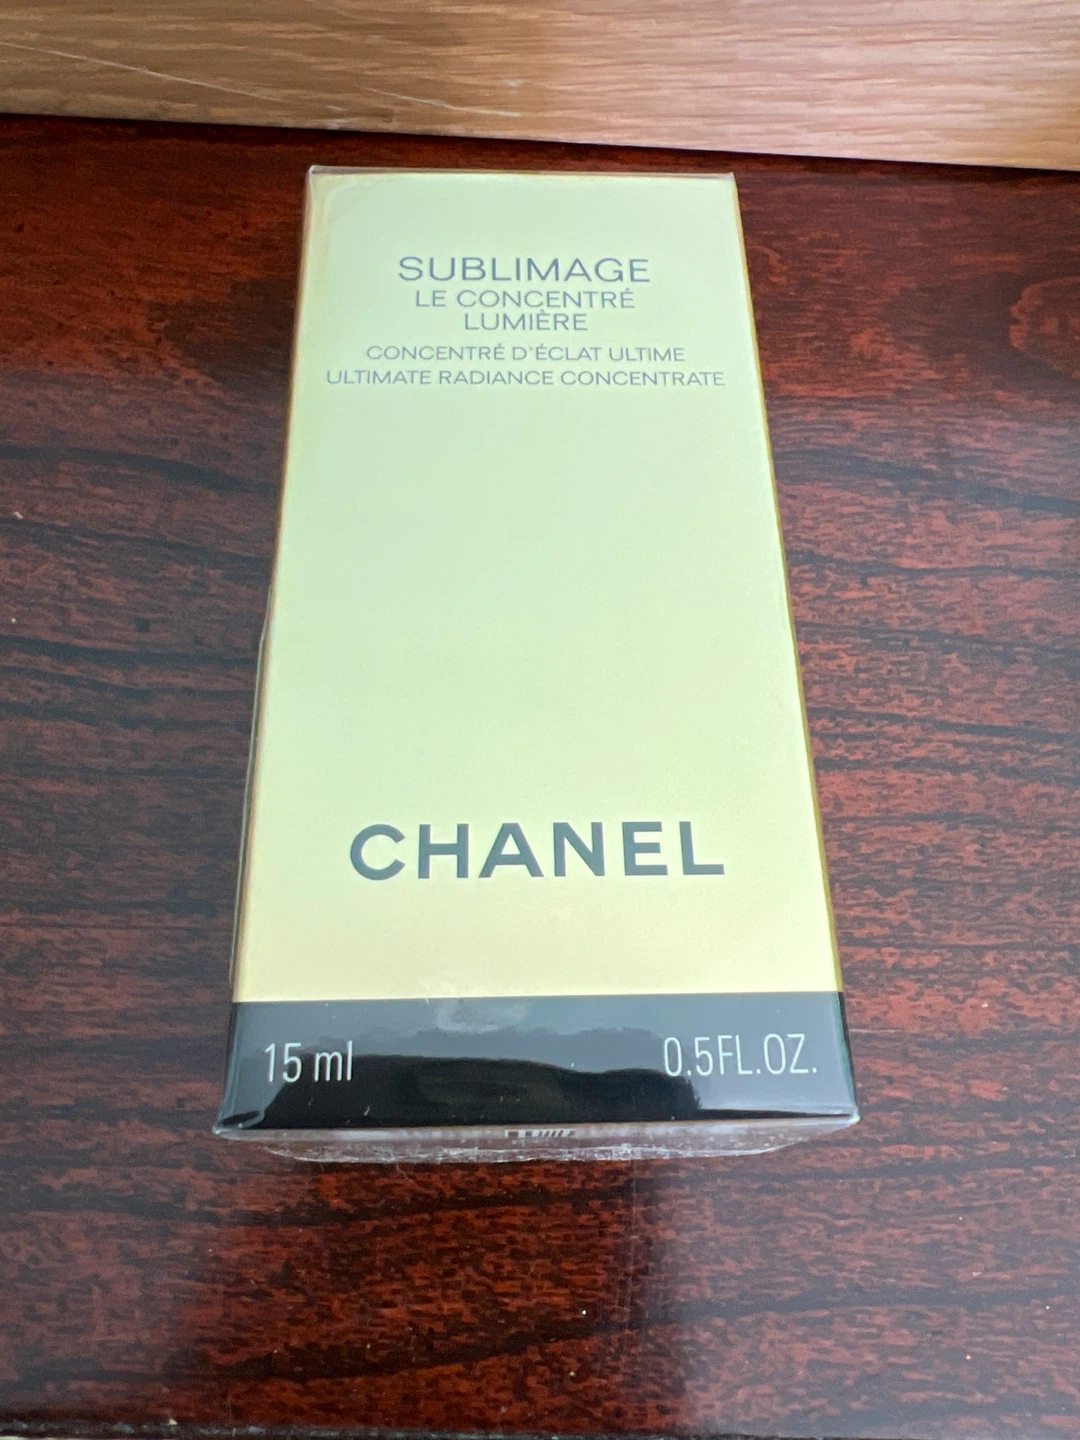 SUBLIMAGE
LE CONCENTRÉ
LUMIÈRE
CONCENTRÉ D'ÉCLAT ULTIME
ULTIMATE RADIANCE CONCENTRATE
CHANEL
15 ml 0.5FL.OZ.